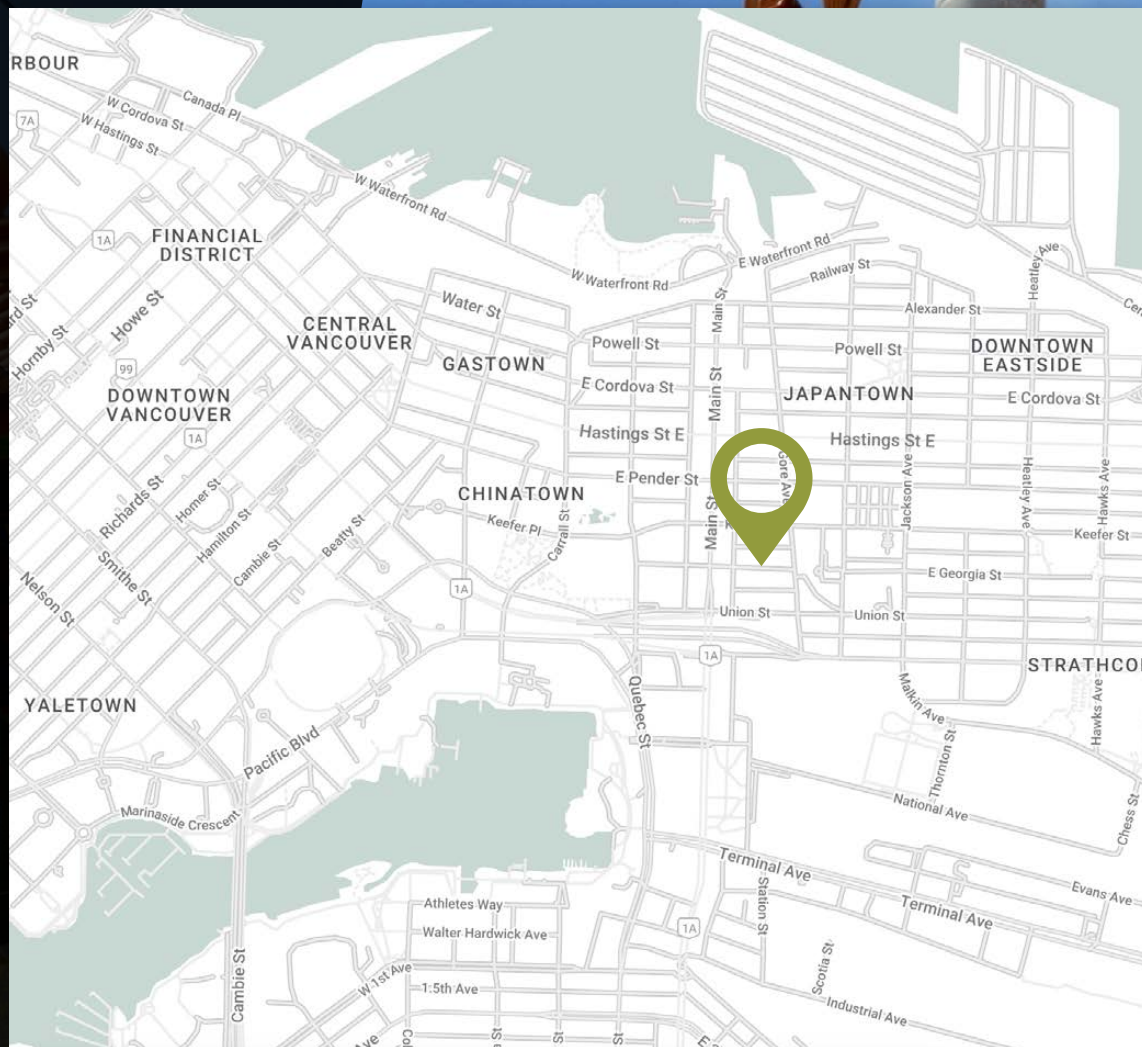 RBOUR
Canada Pl
W Cordova St
7A
W Hastings St
W Waterfront Rd
1A
FINANCIAL
DISTRICT
E Waterfront Rd
Heatley Ave
W Waterfront Rd
Railway St
Howe St
Water St
Main St
Alexander St
Hornby St
CENTRAL
VANCOUVER
Powell St
Powell St
DOWNTOWN
EASTSIDE
99
GASTOWN
E Cordova St
Main St
JAPANTOWN
E Cordova St
DOWNTOWN
VANCOUVER
1A
Hastings St E
Hastings St E
Richards St
Homer St
E Pender St
Gore Ave
Jackson Ave
Heatley Ave
Hawks Ave
CHINATOWN
Hamilton St
Beatty St
Keefer Pl
Carrall St
Main St
Keefer St
Smithe St
Cambie St
E Georgia St
Nelson St
1A
Union St
Union St
1A
STRATHCO
YALETOWN
Quebec St
Malkin Ave
Hawks Ave
Pacific Blvd
Thornton St
National Ave
Marinaside Crescent
Chess St
Terminal Ave
Station St
Evans Ave
Athletes Way
Terminal Ave
Walter Hardwick Ave
1A
Cambie St
W 1st Ave
Scotia St
1.5th Ave
Industrial Ave
St
St